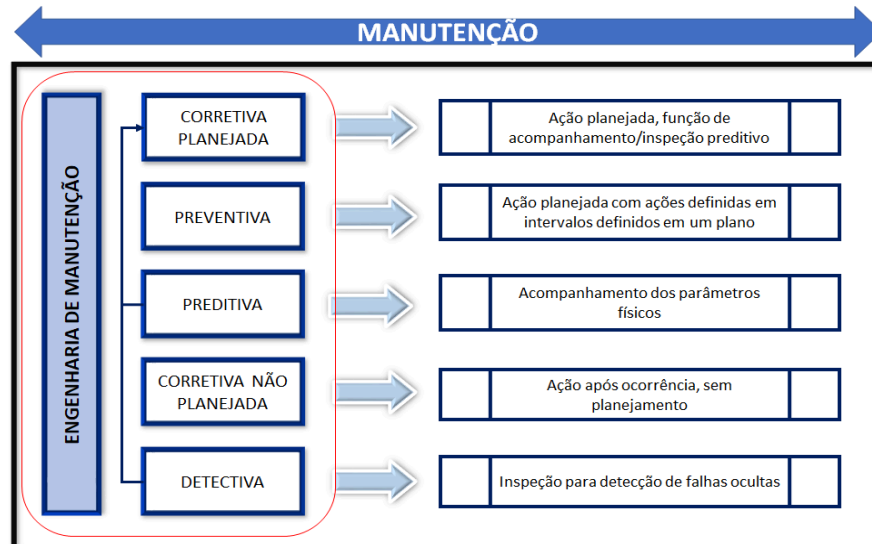 MANUTENÇÃO
ENGENHARIA DE MANUTENÇÃO
CORRETIVA
PLANEJADA
Ação planejada, função de
acompanhamento/inspeção preditivo
PREVENTIVA
Ação planejada com ações definidas em
intervalos definidos em um plano
PREDITIVA
Acompanhamento dos parâmetros
físicos
CORRETIVA NÃO
PLANEJADA
Ação após ocorrência, sem
planejamento
DETECTIVA
Inspeção para detecção de falhas ocultas